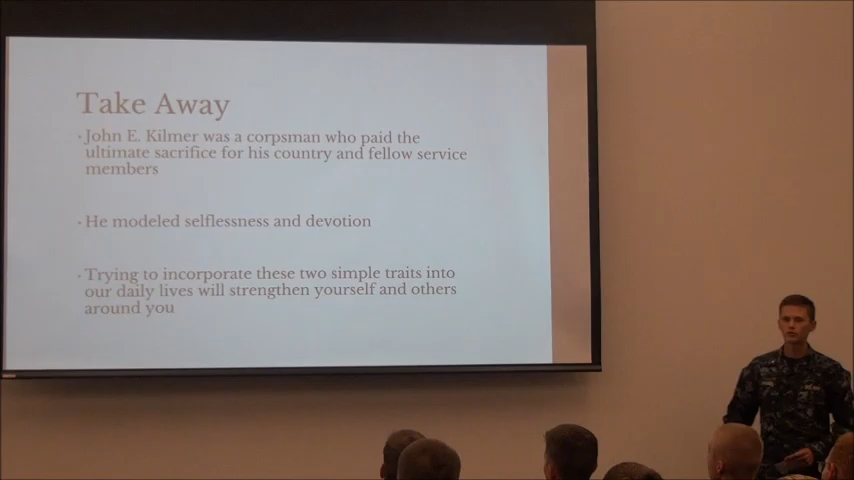 Take Away
· John E. Kilmer was a corpsman who paid the
ultimate sacrifice for his country and fellow service
members
· He modeled selflessness and devotion
· Trying to incorporate these two simple traits into
our daily lives will strengthen yourself and others
around you